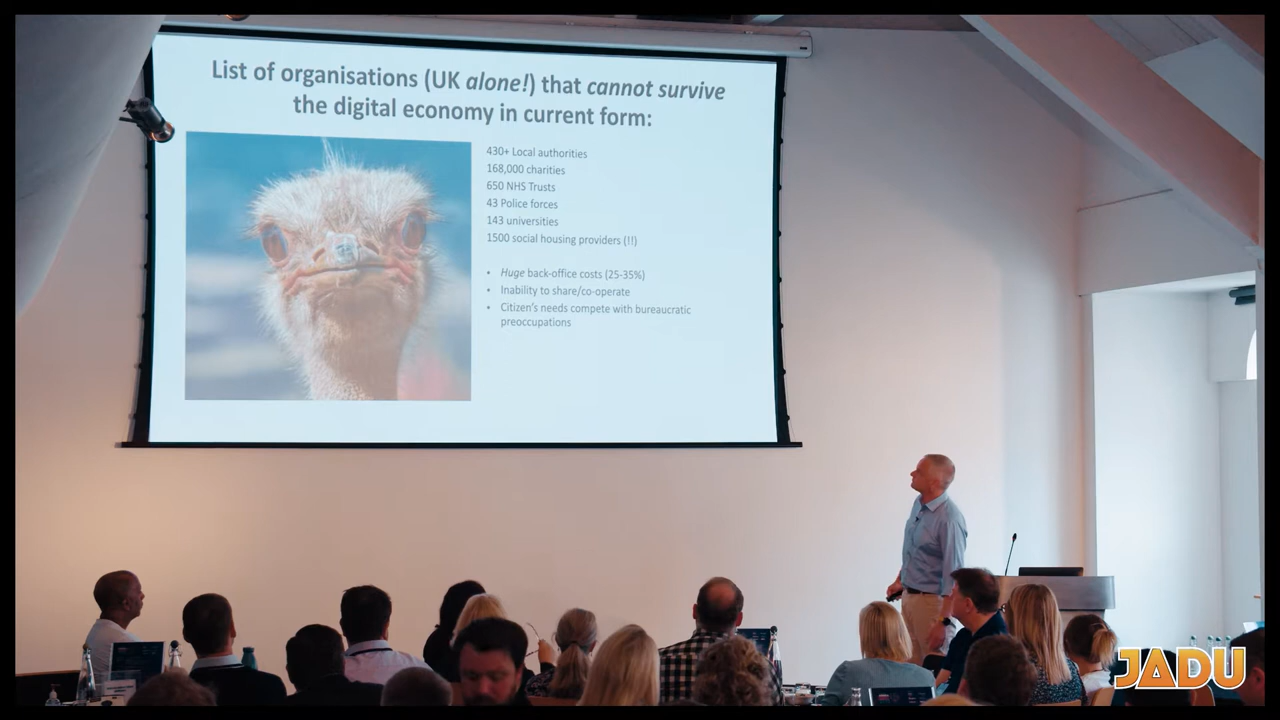 List of organisations (UK alone!) that cannot survive
the digital economy in current form:
430+ Local authorities
168,000 charities
650 NHS Trusts
43 Police forces
143 universities
1500 social housing providers (!!)
• Huge back-office costs (25-35%)
• Inability to share/co-operate
• Citizen's needs compete with bureaucratic
preoccupations
JADU